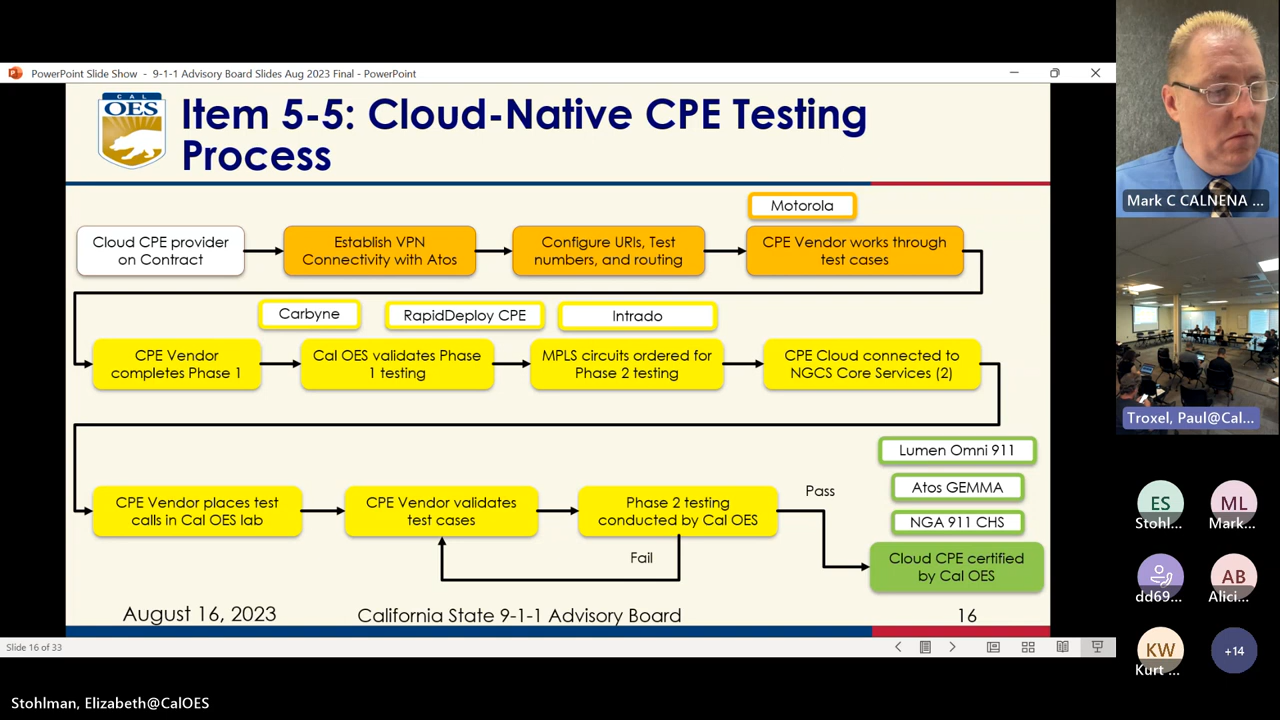 PowerPoint Slide Show - 9-1-1 Advisory Board Slides Aug 2023 Final - PowerPoint
CAL
OES
Item 5-5: Cloud-Native CPE Testing
Process
Motorola
Cloud CPE provider
on Contract
Establish VPN
Connectivity with Atos
Configure URIs, Test
numbers, and routing
CPE Vendor works through
test cases
Carbyne
RapidDeploy CPE
Intrado
CPE Vendor
completes Phase 1
Cal OES validates Phase
1 testing
MPLS circuits ordered for
Phase 2 testing
CPE Cloud connected to
NGCS Core Services (2)
Lumen Omni 911
Atos GEMMA
NGA 911 CHS
CPE Vendor places test
calls in Cal OES lab
CPE Vendor validates
test cases
Phase 2 testing
conducted by Cal OES
Pass
Fail
Cloud CPE certified
by Cal OES
August 16, 2023
California State 9-1-1 Advisory Board
16
Slide 16 of 33
Stohlman, Elizabeth@CalOES
Mark C CALNENA ...
Troxel, Paul@Cal...
ES
Stohl...
ML
Mark...
dd69...
AB
Alici...
KW
Kurt ...
+14